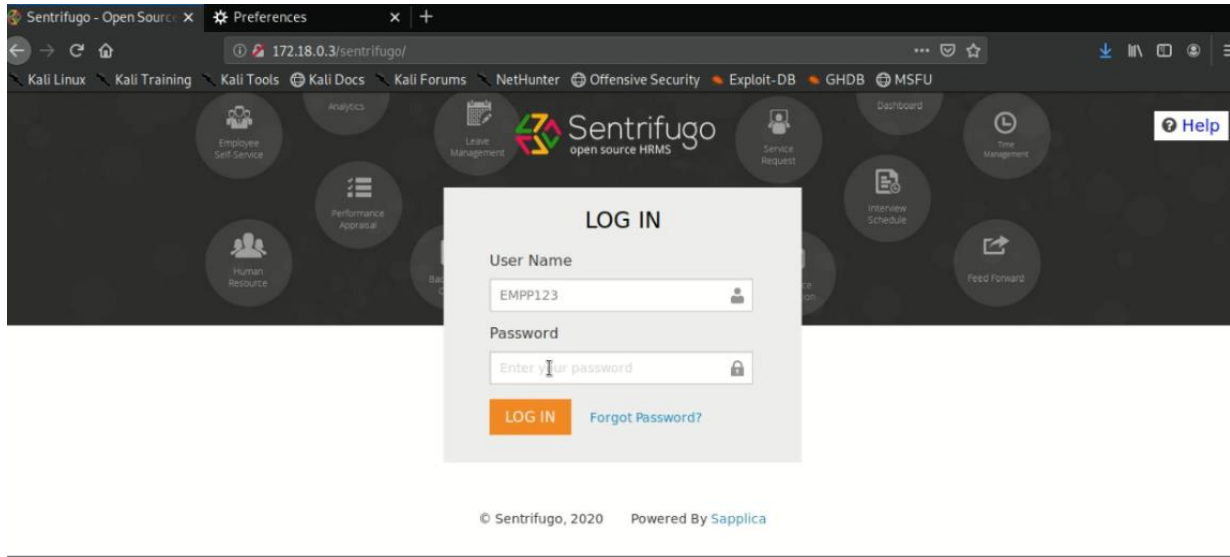 Sentrifugo - Open Source
Preferences
172.18.0.3/sentrifugo/
Kali Linux Kali Training Kali Tools Kali Docs Kali Forums NetHunter Offensive Security Exploit-DB GHDB MSFU
Analytics
Dashboard
Employee
Self-Service
Leave
Management
Sentrifugo
open source HRMS
Service
Request
Time
Management
Help
Performance
Appraisal
Interview
Schedule
Human
Resource
Feed Forward
LOG IN
User Name
EMPP123
Password
Enter your password
LOG IN Forgot Password?
© Sentrifugo, 2020 Powered By Sapplica